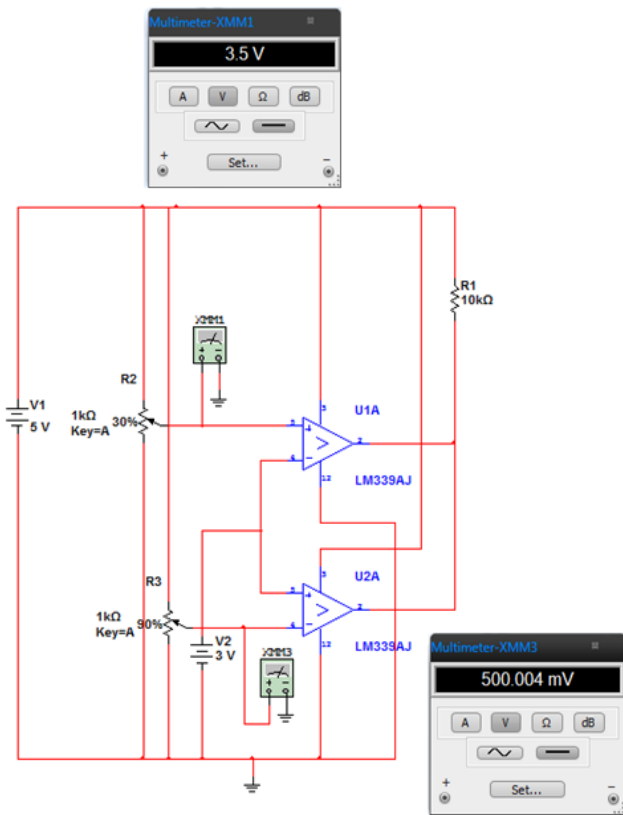 Multimeter-XMM1
3.5 V
A V Ω dB
+ Set... −
XMM1
R1
10kΩ
R2
1kΩ
30%
Key=A
V1
5 V
U1A
3
5
6
2
12
LM339AJ
R3
1kΩ
90%
Key=A
V2
3 V
U2A
3
5
6
2
12
LM339AJ
XMM3
Multimeter-XMM3
500.004 mV
A V Ω dB
+ Set... −